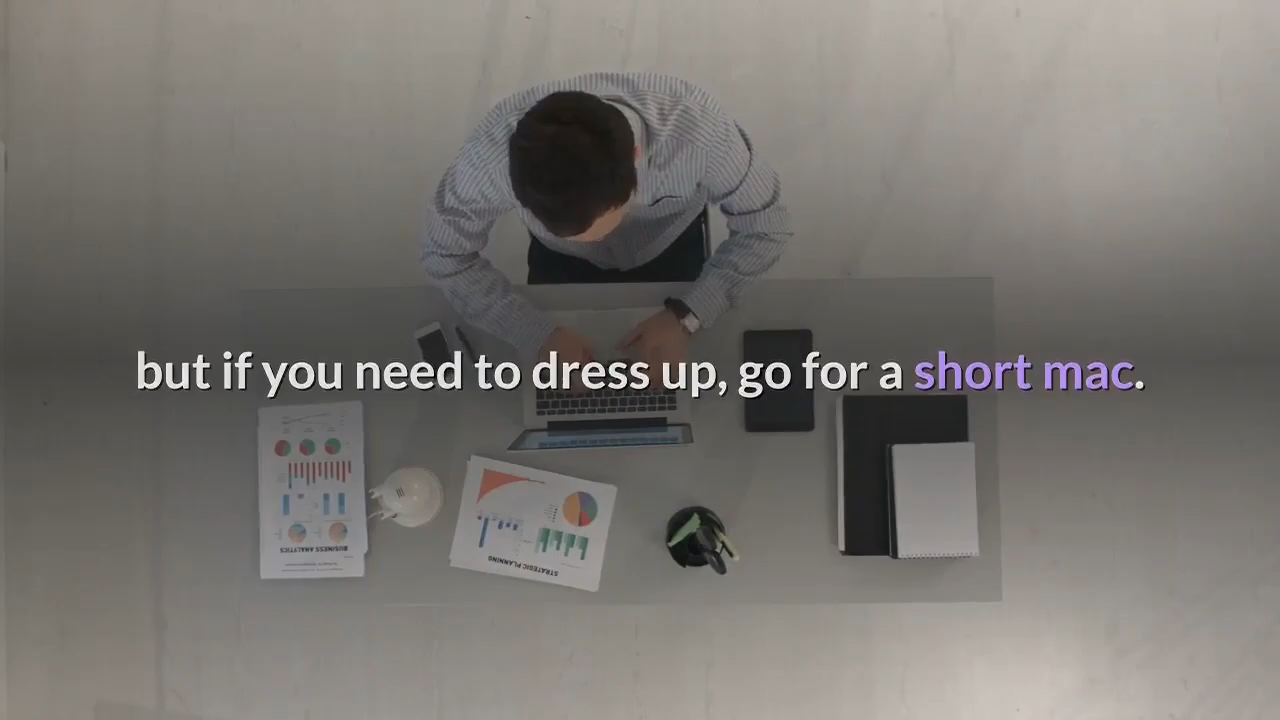 but if you need to dress up, go for a short mac.
BUSINESS ANALYTICS
STRATEGIC PLANNING